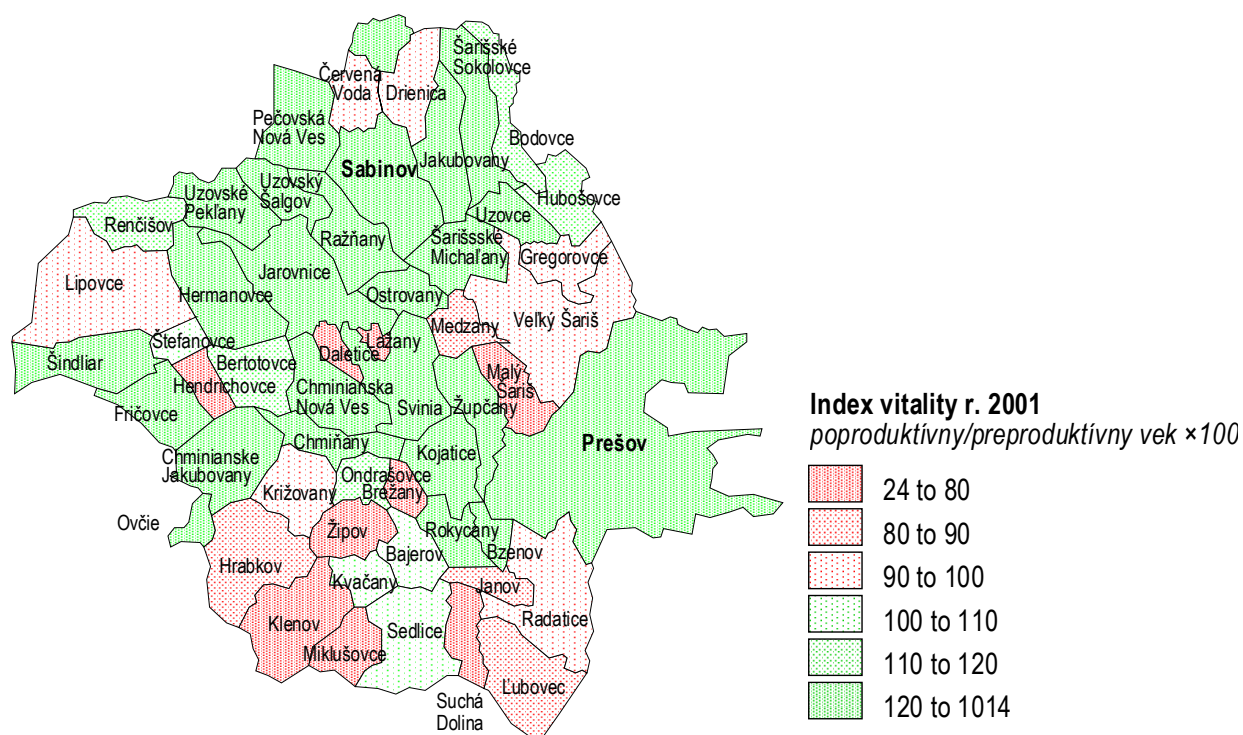 Šarišské
Sokolovce
Červená
Voda
Drienica
Pečovská
Nová Ves
Bodovce
Sabinov
Jakubovany
Uzovský
Šalgov
Hubošovce
Uzovské
Pekľany
Uzovce
Renčišov
Ražňany
Šarišsské
Michaľany
Gregorovce
Lipovce
Jarovnice
Hermanovce
Ostrovany
Medzany
Veľký Šariš
Štefanovce
Daletice
Lažany
Šindliar
Bertotovce
Hendrichovce
Malý
Šariš
Chminianska
Nová Ves
Svinia
Župčany
Fričovce
Chmiňany
Prešov
Chminianske
Jakubovany
Kojatice
Ondrašovce
Brežany
Križovany
Ovčie
Žipov
Rokycany
Bajerov
Bzenov
Hrabkov
Kvačany
Janov
Radatice
Klenov
Sedlice
Miklušovce
Ľubovec
Suchá
Dolina
Index vitality r. 2001
poproduktívny/preproduktívny vek ×100
24 to 80
80 to 90
90 to 100
100 to 110
110 to 120
120 to 1014